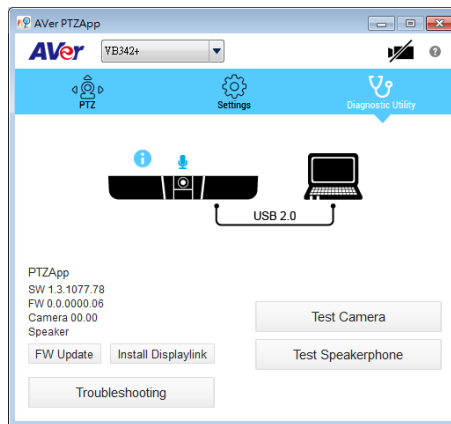 AVer PTZApp
AVer VB342+
PTZ Settings Diagnostic Utility
USB 2.0
PTZApp
SW 1.3.1077.78
FW 0.0.0000.06
Camera 00.00
Speaker
Test Camera
FW Update Install Displaylink Test Speakerphone
Troubleshooting